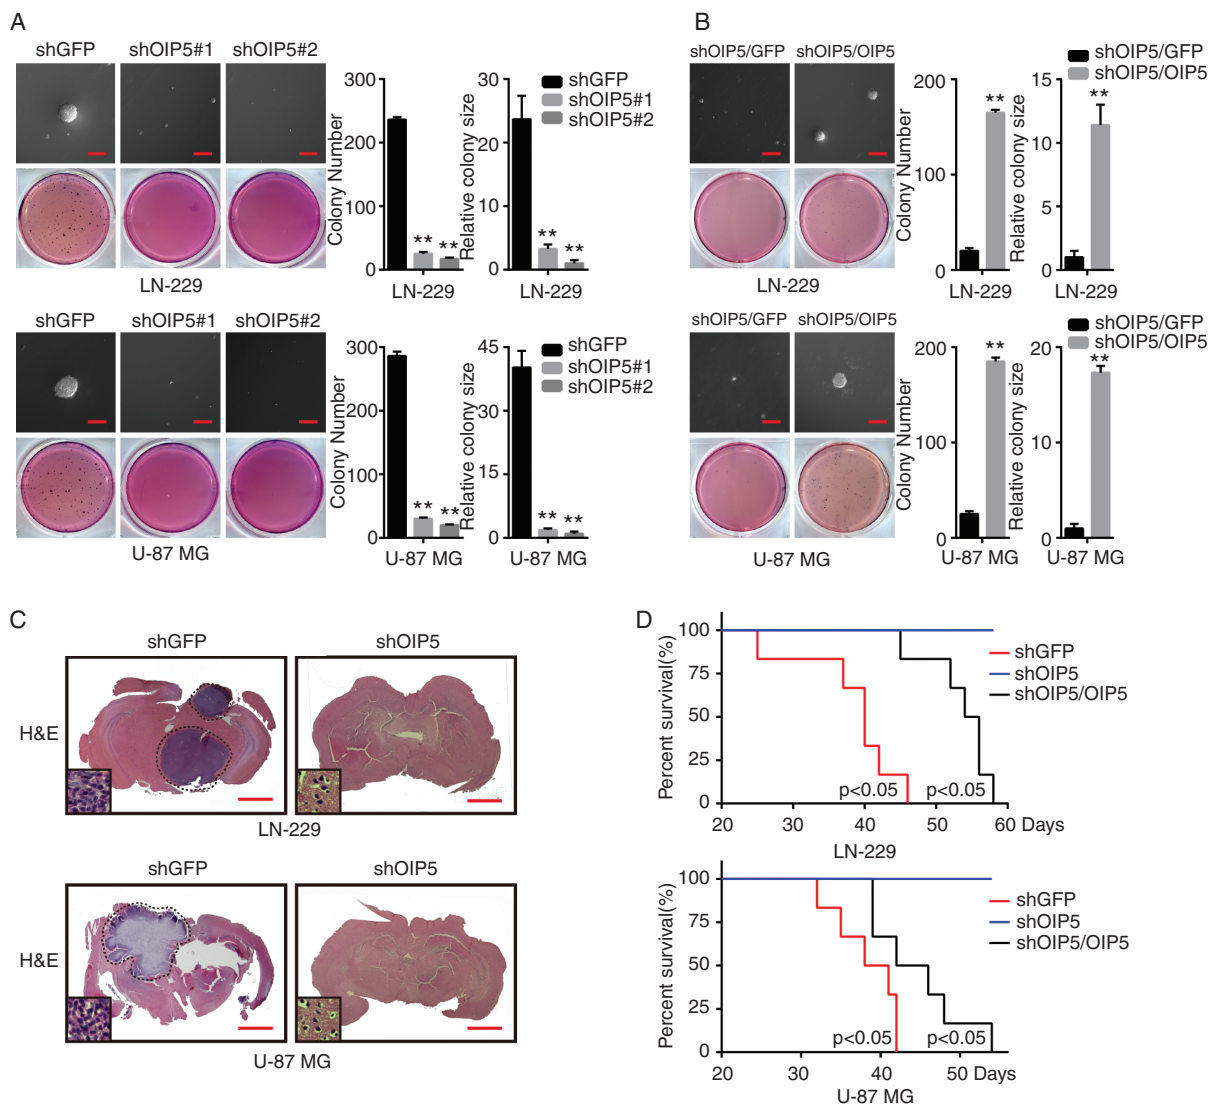 A
shGFP shOIP5#1 shOIP5#2
Colony Number
300
200
100
0
LN-229
Relative colony size
30
20
10
0
LN-229
shGFP
shOIP5#1
shOIP5#2
** **
** **
LN-229
shGFP shOIP5#1 shOIP5#2
Colony Number
300
200
100
0
U-87 MG
Relative colony size
45
30
15
0
U-87 MG
shGFP
shOIP5#1
shOIP5#2
** **
** **
U-87 MG
B
shOIP5/GFP shOIP5/OIP5
Colony Number
200
100
0
LN-229
Relative colony size
15
10
5
0
LN-229
shOIP5/GFP
shOIP5/OIP5
**
**
LN-229
shOIP5/GFP shOIP5/OIP5
Colony Number
200
100
0
U-87 MG
Relative colony size
20
10
0
U-87 MG
shOIP5/GFP
shOIP5/OIP5
**
**
U-87 MG
C
shGFP shOIP5
H&E
LN-229
shGFP shOIP5
H&E
U-87 MG
D
Percent survival(%)
100
75
50
25
0
shGFP
shOIP5
shOIP5/OIP5
p<0.05 p<0.05
20 30 40 50 60 Days
LN-229
Percent survival(%)
100
75
50
25
0
shGFP
shOIP5
shOIP5/OIP5
p<0.05 p<0.05
20 30 40 50 Days
U-87 MG